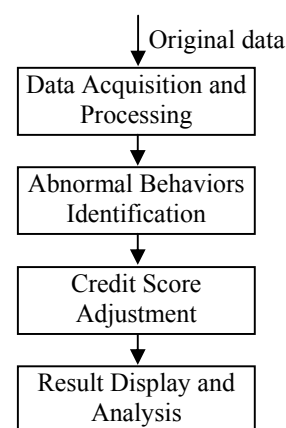 Original data
Data Acquisition and
Processing
Abnormal Behaviors
Identification
Credit Score
Adjustment
Result Display and
Analysis